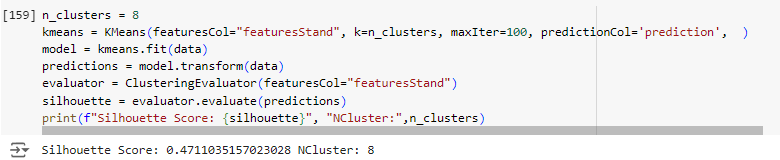 [159] n_clusters = 8
kmeans = KMeans(featuresCol="featuresStand", k=n_clusters, maxIter=100, predictionCol='prediction',  )
model = kmeans.fit(data)
predictions = model.transform(data)
evaluator = ClusteringEvaluator(featuresCol="featuresStand")
silhouette = evaluator.evaluate(predictions)
print(f"Silhouette Score: {silhouette}", "NCluster:",n_clusters)
Silhouette Score: 0.4711035157023028 NCluster: 8